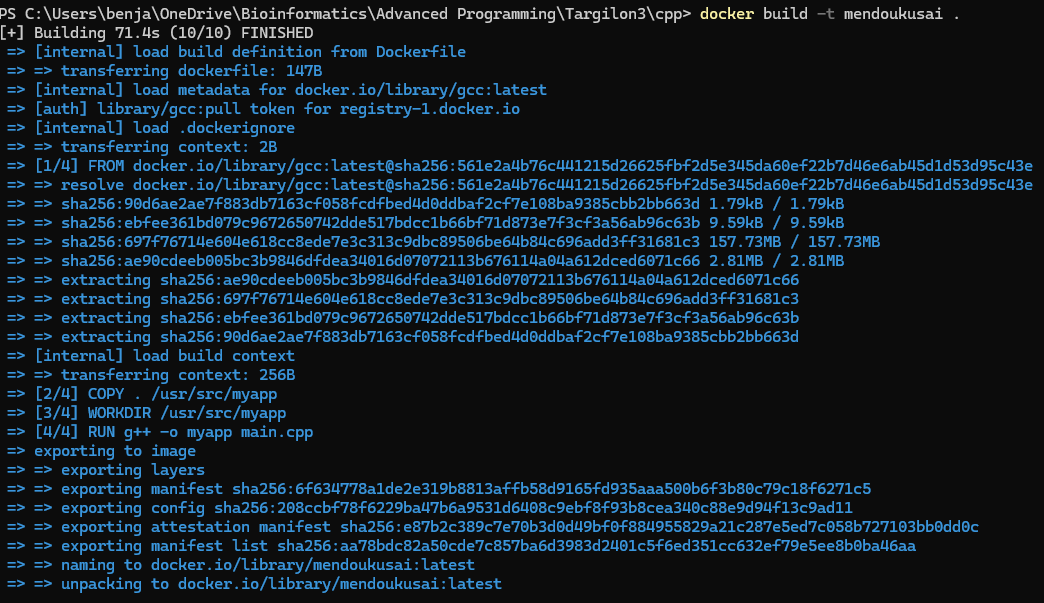 PS C:\Users\benja\OneDrive\Bioinformatics\Advanced Programming\Targilon3\cpp> docker build -t mendoukusai .
[+] Building 71.4s (10/10) FINISHED
=> [internal] load build definition from Dockerfile
=> => transferring dockerfile: 147B
=> [internal] load metadata for docker.io/library/gcc:latest
=> [auth] library/gcc:pull token for registry-1.docker.io
=> [internal] load .dockerignore
=> => transferring context: 2B
=> [1/4] FROM docker.io/library/gcc:latest@sha256:561e2a4b76c441215d26625fbf2d5e345da60ef22b7d46e6ab45d1d53d95c43e
=> => resolve docker.io/library/gcc:latest@sha256:561e2a4b76c441215d26625fbf2d5e345da60ef22b7d46e6ab45d1d53d95c43e
=> => sha256:90d6ae2ae7f883db7163cf058fcdfbed4d0ddbaf2cf7e108ba9385cbb2bb663d 1.79kB / 1.79kB
=> => sha256:ebfee361bd079c9672650742dde517bdcc1b66bf71d873e7f3cf3a56ab96c63b 9.59kB / 9.59kB
=> => sha256:697f76714e604e618cc8ede7e3c313c9dbc89506be64b84c696add3ff31681c3 157.73MB / 157.73MB
=> => sha256:ae90cdeeb005bc3b9846dfdea34016d07072113b676114a04a612dced6071c66 2.81MB / 2.81MB
=> => extracting sha256:ae90cdeeb005bc3b9846dfdea34016d07072113b676114a04a612dced6071c66
=> => extracting sha256:697f76714e604e618cc8ede7e3c313c9dbc89506be64b84c696add3ff31681c3
=> => extracting sha256:ebfee361bd079c9672650742dde517bdcc1b66bf71d873e7f3cf3a56ab96c63b
=> => extracting sha256:90d6ae2ae7f883db7163cf058fcdfbed4d0ddbaf2cf7e108ba9385cbb2bb663d
=> [internal] load build context
=> => transferring context: 256B
=> [2/4] COPY . /usr/src/myapp
=> [3/4] WORKDIR /usr/src/myapp
=> [4/4] RUN g++ -o myapp main.cpp
=> exporting to image
=> => exporting layers
=> => exporting manifest sha256:6f634778a1de2e319b8813affb58d9165fd935aaa500b6f3b80c79c18f6271c5
=> => exporting config sha256:208ccbf78f6229ba47b6a9531d6408c9ebf8f93b8cea340c88e9d94f13c9ad11
=> => exporting attestation manifest sha256:e87b2c389c7e70b3d0d49bf0f884955829a21c287e5ed7c058b727103bb0dd0c
=> => exporting manifest list sha256:aa78bdc82a50cde7c857ba6d3983d2401c5f6ed351cc632ef79e5ee8b0ba46aa
=> => naming to docker.io/library/mendoukusai:latest
=> => unpacking to docker.io/library/mendoukusai:latest